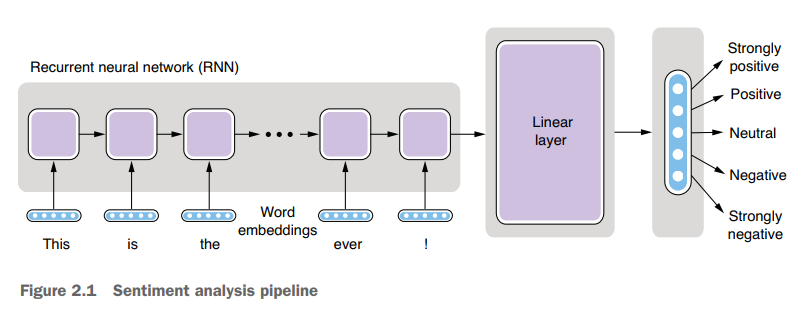 Recurrent neural network (RNN)
Linear
layer
Strongly
positive
Positive
Neutral
Negative
Strongly
negative
Word
embeddings
This
is
the
ever
!
Figure 2.1 Sentiment analysis pipeline